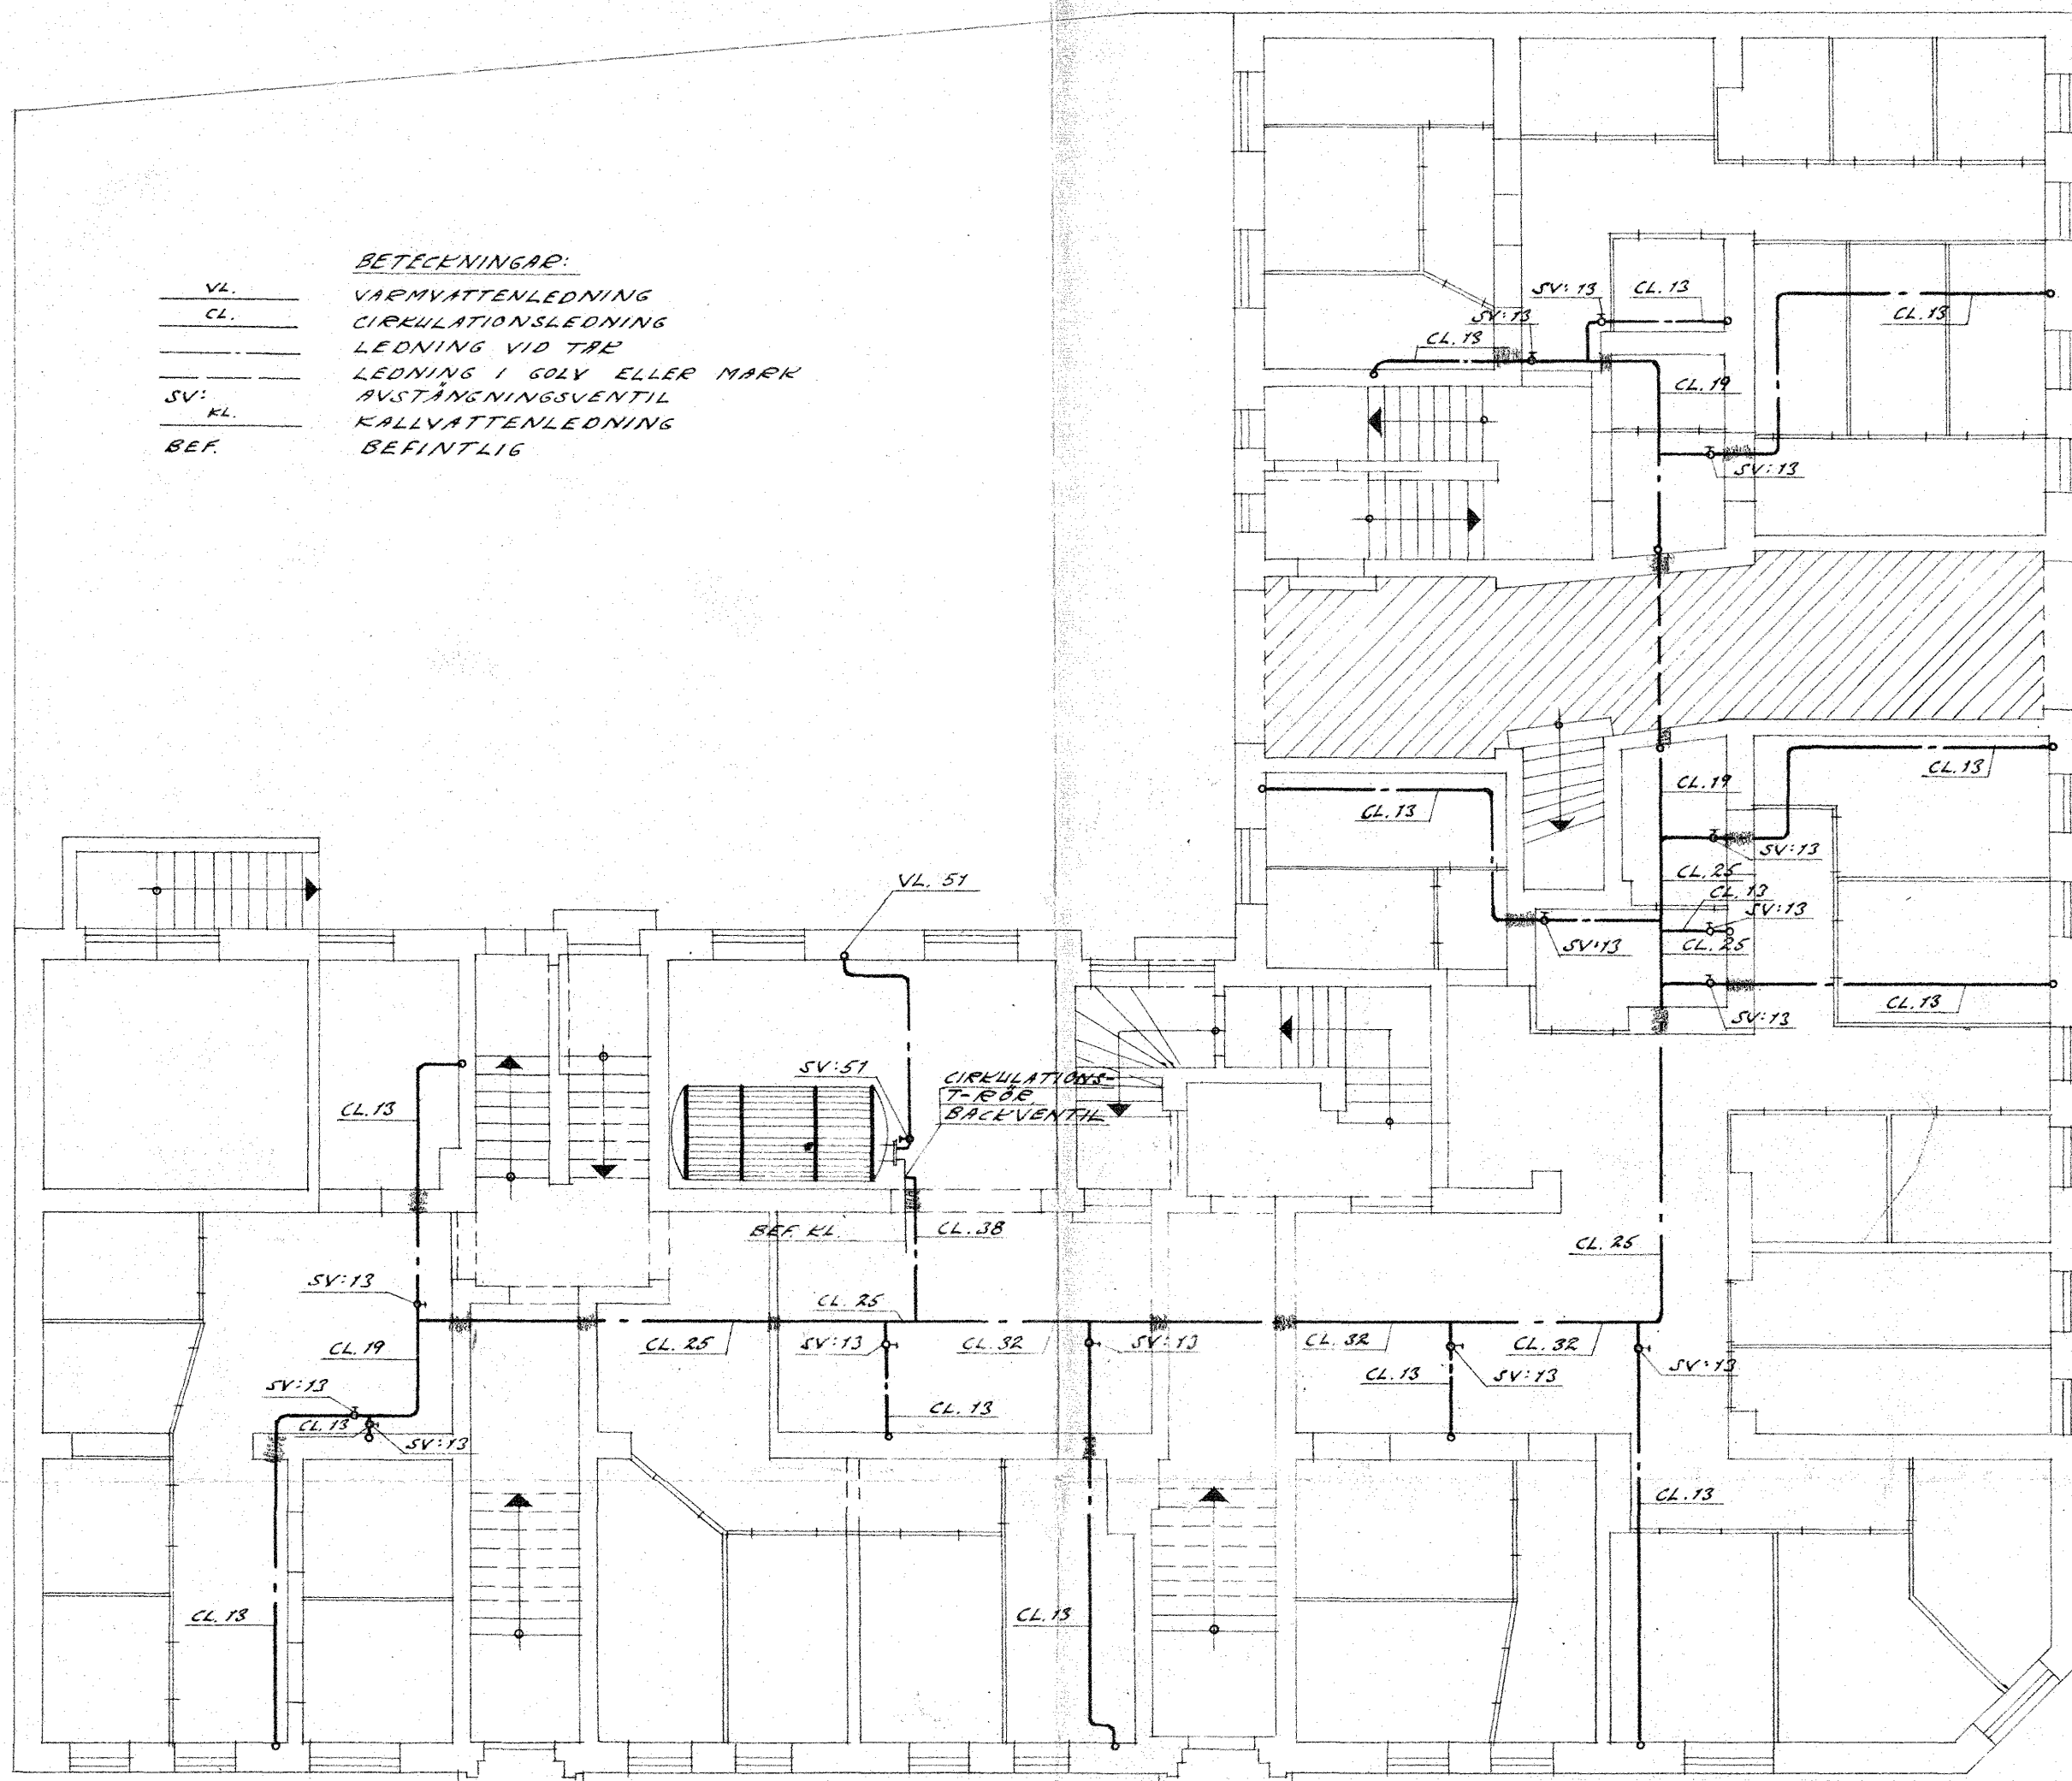 BETECKNINGAR:
VL. VARMVATTENLEDNING
CL. CIRKULATIONSLEDNING
LEDNING VID TAK
LEDNING I GOLV ELLER MARK
SV: AVSTÄNGNINGSVENTIL
KL. KALLVATTENLEDNING
BEF. BEFINTLIG
SV:13
CL.13
CL.13
SV:13
CL.13
CL.19
SV:13
CL.13
CL.19
CL.13
SV:13
CL.25
CL.13
SV:13
SV:13
CL.25
CL.13
SV:13
VL. 51
SV:51
CIRKULATIONS-
T-RÖR
BACKVENTIL
CL.13
BEF. KL.
CL.38
CL. 25
SV:13
CL. 25
CL.19
CL.25
SV:13
CL.32
SV:13
CL.32
CL.32
SV:13
CL.13
SV:13
SV:13
CL.13
SV:13
CL.13
CL.13
CL.13
CL.13